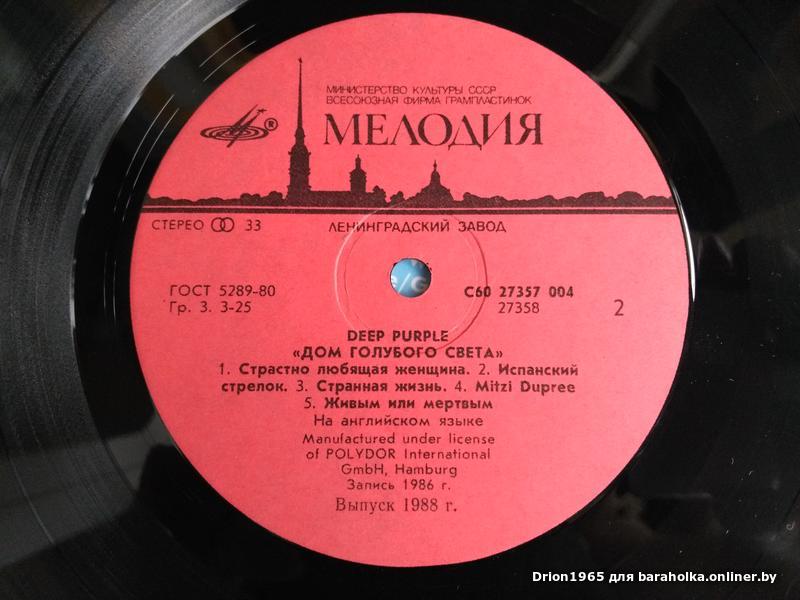 МИНИСТЕРСТВО КУЛЬТУРЫ СССР
ВСЕСОЮЗНАЯ ФИРМА ГРАМПЛАСТИНОК
МЕЛОДИЯ
®
СТЕРЕО 33
ЛЕНИНГРАДСКИЙ ЗАВОД
ГОСТ 5289-80
Гр. 3. 3-25
С60 27357 004
27358
2
DEEP PURPLE
«ДОМ ГОЛУБОГО СВЕТА»
1. Страстно любящая женщина. 2. Испанский
стрелок. 3. Странная жизнь. 4. Mitzi Dupree
5. Живым или мертвым
На английском языке
Manufactured under license
of POLYDOR International
GmbH, Hamburg
Запись 1986 г.
Выпуск 1988 г.
Drion1965 для baraholka.onliner.by